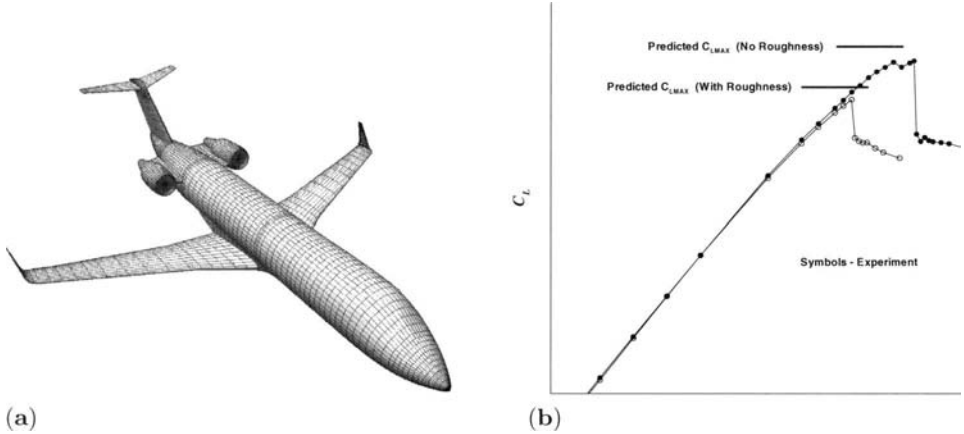 Predicted C_LMAX (No Roughness)
Predicted C_LMAX (With Roughness)
C_L
Symbols - Experiment
(a)
(b)